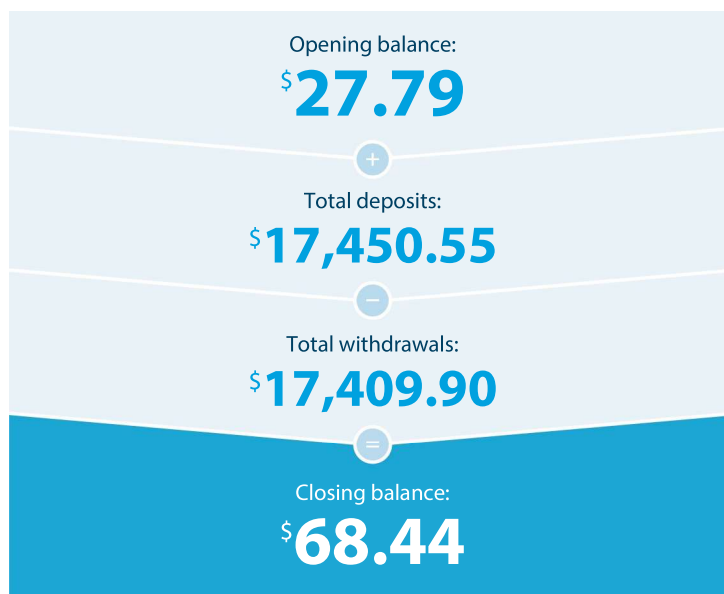 Opening balance:
$27.79
+
Total deposits:
$17,450.55
−
Total withdrawals:
$17,409.90
=
Closing balance:
$68.44